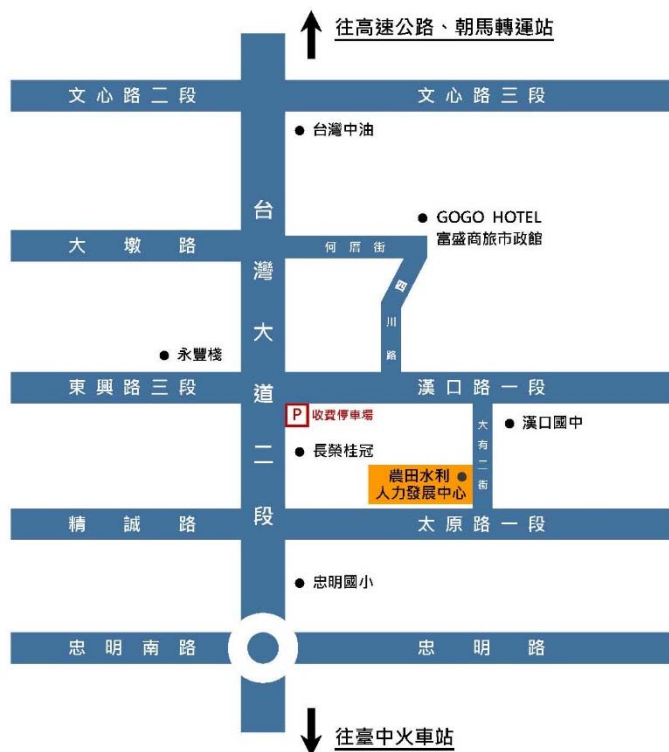 往高速公路、朝馬轉運站
文心路二段
文心路三段
台灣中油
台灣大道二段
GOGO HOTEL
富盛商旅市政館
大墩路
何厝街
四川路
永豐棧
東興路三段
漢口路一段
P 收費停車場
大有二街
漢口國中
長榮桂冠
農田水利
人力發展中心
精誠路
太原路一段
忠明國小
忠明南路
忠明路
往臺中火車站